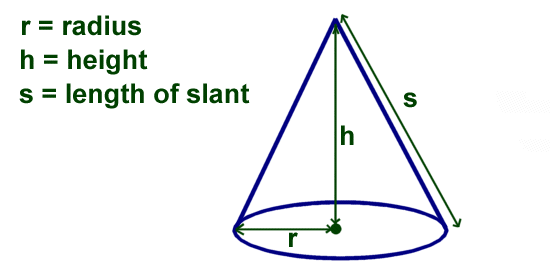 r = radius
h = height
s = length of slant
s
h
r